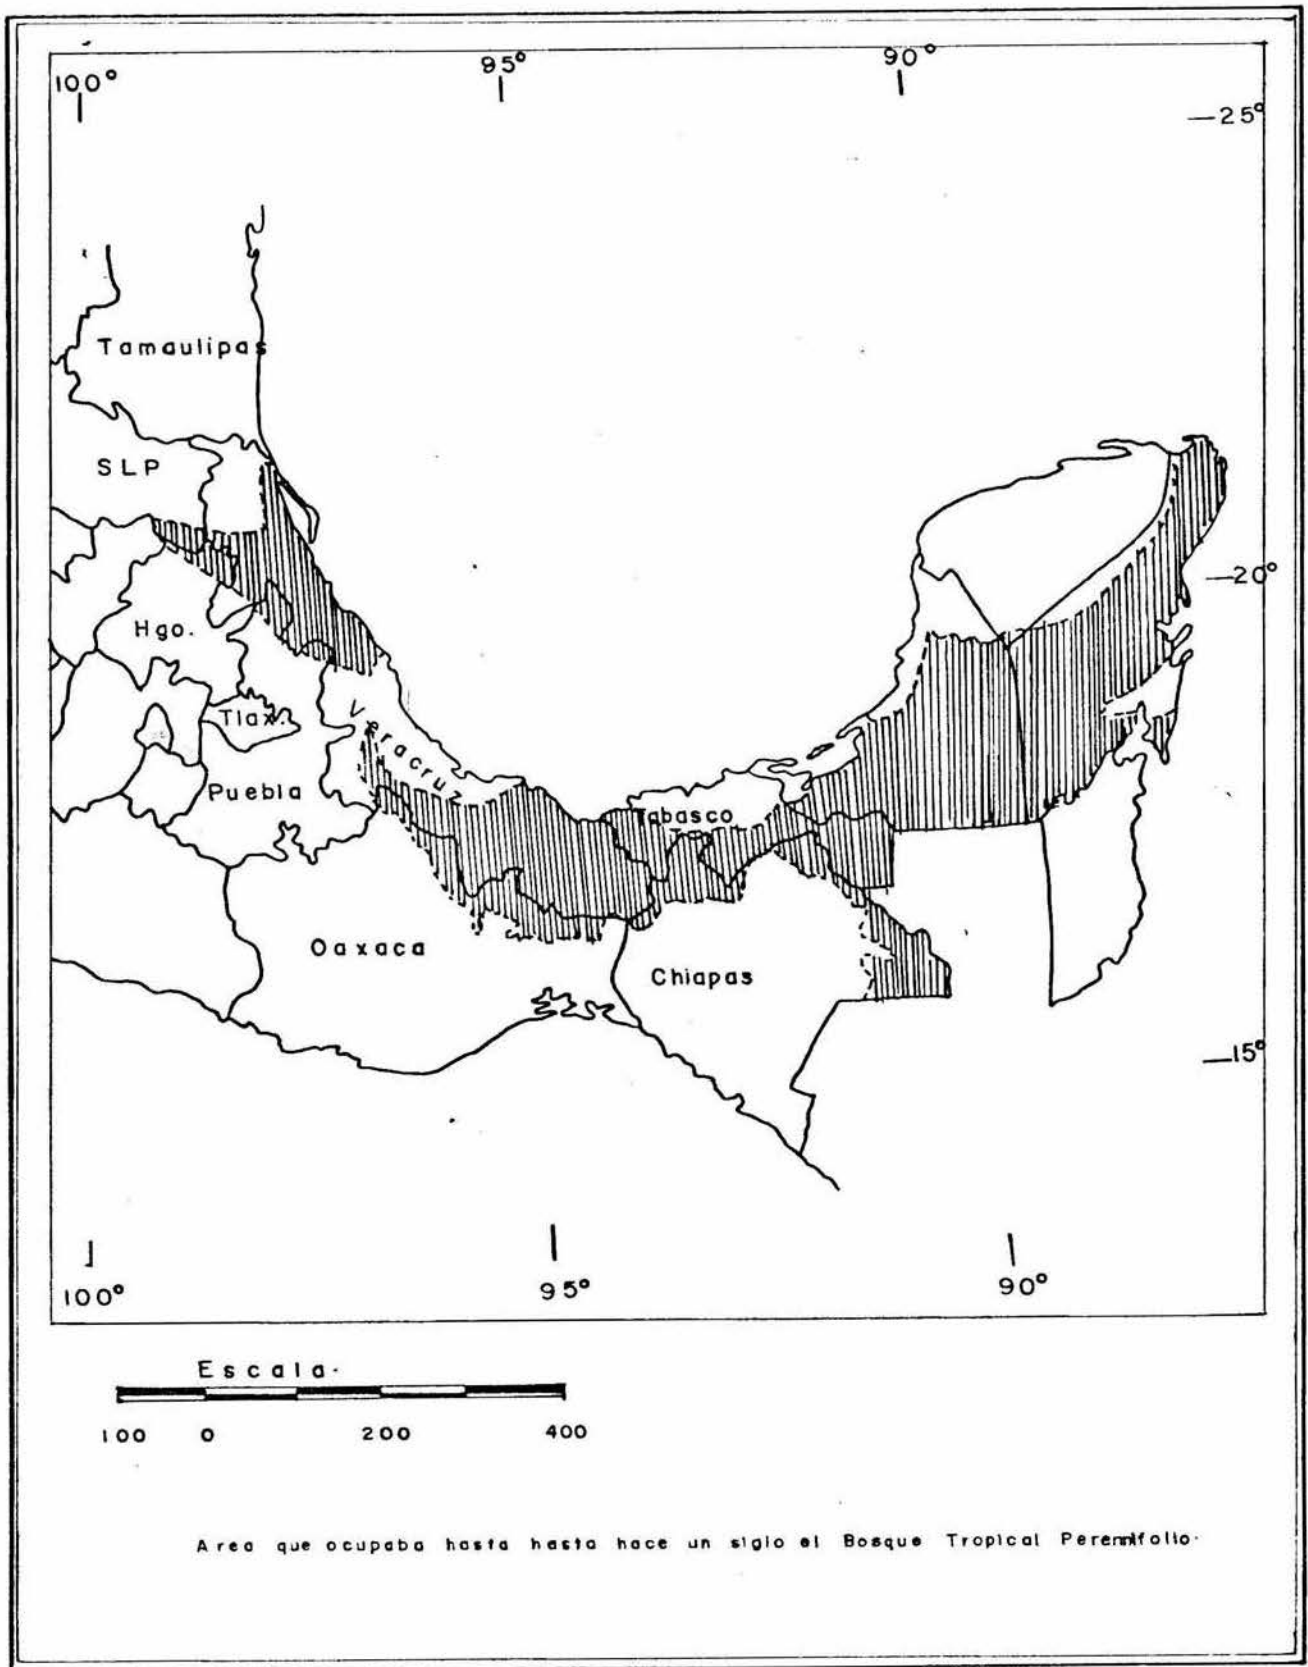 100° 95° 90°
25°
Tamaulipas
SLP
20°
Hgo.
Tlax.
Veracruz
Puebla
Tabasco
Oaxaca
Chiapas
15°
100° 95° 90°
Escala.
100 0 200 400
Area que ocupaba hasta hasta hace un siglo el Bosque Tropical Perennifolio.